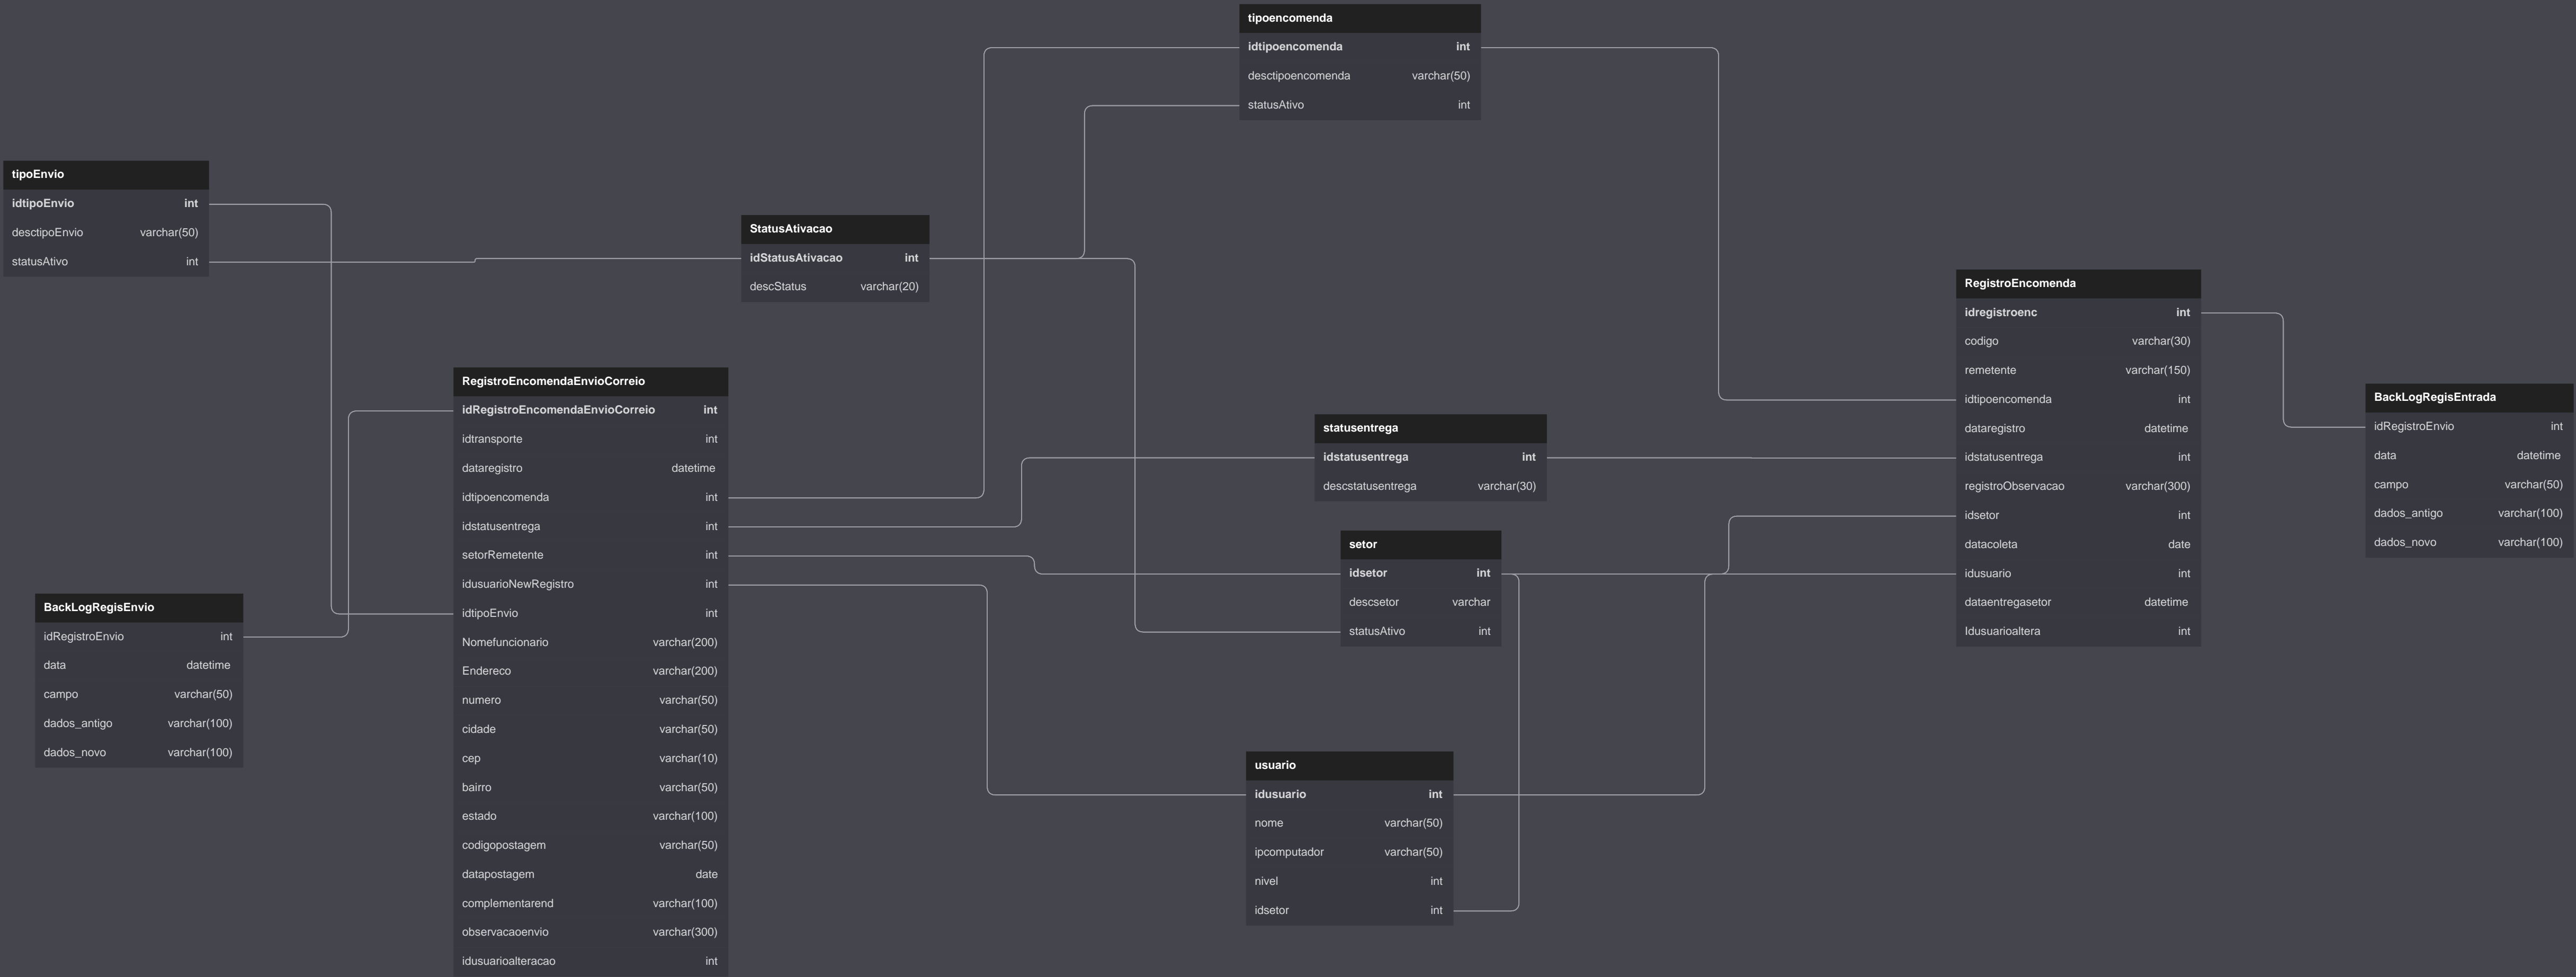 tipoencomenda
idtipoencomenda int
desctipoencomenda varchar(50)
statusAtivo int
tipoEnvio
idtipoEnvio int
desctipoEnvio varchar(50)
statusAtivo int
StatusAtivacao
idStatusAtivacao int
descStatus varchar(20)
RegistroEncomenda
idregistroenc int
codigo varchar(30)
remetente varchar(150)
idtipoencomenda int
dataregistro datetime
idstatusentrega int
registroObservacao varchar(300)
idsetor int
datacoleta date
idusuario int
dataentregasetor datetime
Idusuarioaltera int
RegistroEncomendaEnvioCorreio
idRegistroEncomendaEnvioCorreio int
idtransporte int
dataregistro datetime
idtipoencomenda int
idstatusentrega int
setorRemetente int
idusuarioNewRegistro int
idtipoEnvio int
Nomefuncionario varchar(200)
Endereco varchar(200)
numero varchar(50)
cidade varchar(50)
cep varchar(10)
bairro varchar(50)
estado varchar(100)
codigopostagem varchar(50)
datapostagem date
complementarend varchar(100)
observacaoenvio varchar(300)
idusuarioalteracao int
BackLogRegisEntrada
idRegistroEnvio int
data datetime
campo varchar(50)
dados_antigo varchar(100)
dados_novo varchar(100)
statusentrega
idstatusentrega int
descstatusentrega varchar(30)
setor
idsetor int
descsetor varchar
statusAtivo int
BackLogRegisEnvio
idRegistroEnvio int
data datetime
campo varchar(50)
dados_antigo varchar(100)
dados_novo varchar(100)
usuario
idusuario int
nome varchar(50)
ipcomputador varchar(50)
nivel int
idsetor int